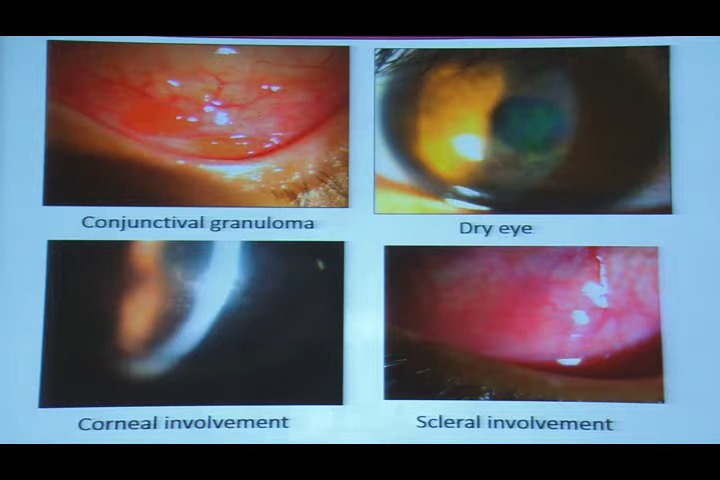 Conjunctival granuloma
Dry eye
Corneal involvement
Scleral involvement